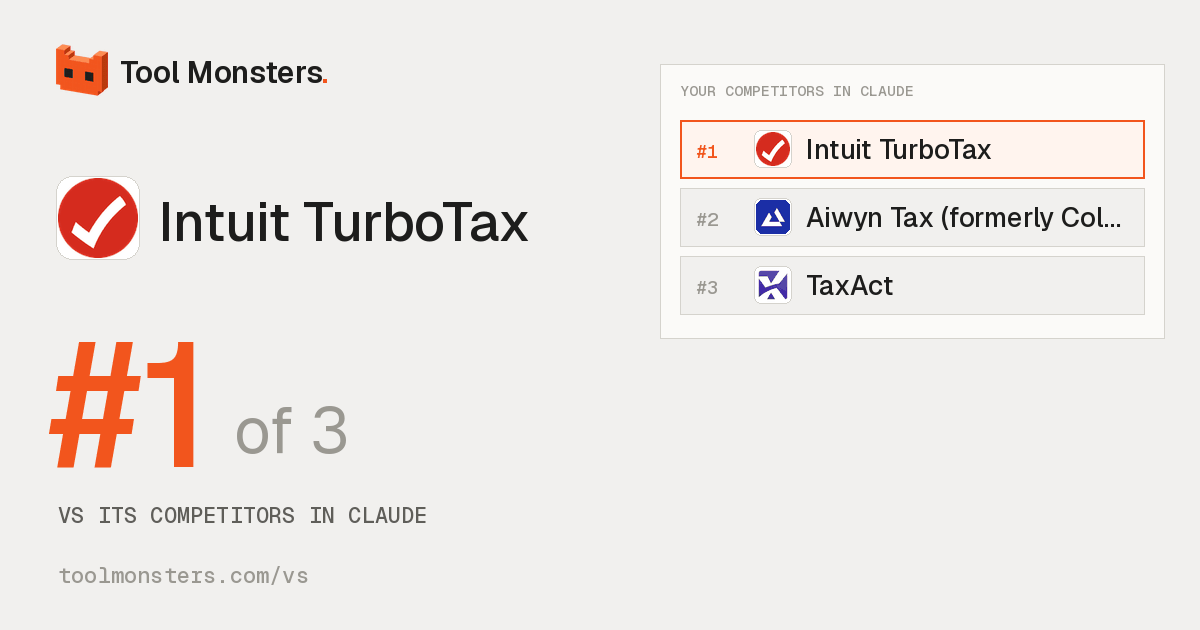 Tool Monsters.
Intuit TurboTax
#1 of 3
VS ITS COMPETITORS IN CLAUDE
toolmonsters.com/vs
YOUR COMPETITORS IN CLAUDE
#1 Intuit TurboTax
#2 Aiwyn Tax (formerly Col...
#3 TaxAct